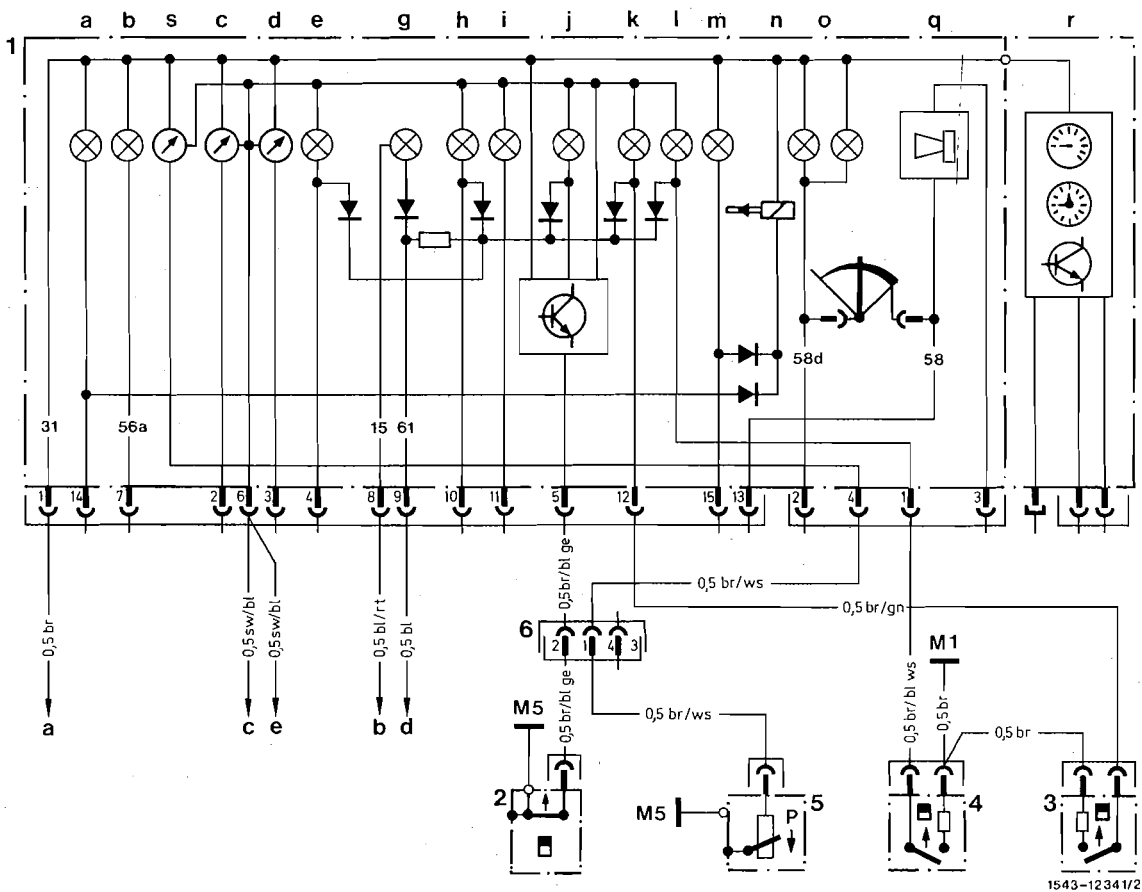 a b s c d e g h i j k l m n o q r
1
58d 58
31 56a 15 61
1 14 7 2 6 3 4 8 9 10 11 5 12 15 13 2 4 1 3
0,5 br
0,5 sw/bl
0,5 sw/bl
0,5 bl/rt
0,5 bl
0,5 br/bl ge
0,5 br/ws
0,5 br/gn
6
2 1 4 3
a c e b d
0,5 br/bl ge
0,5 br/ws
0,5 br/bl ws
M1
0,5 br
0,5 br
M5
2
M5
5
P
4
3
1543-12341/2